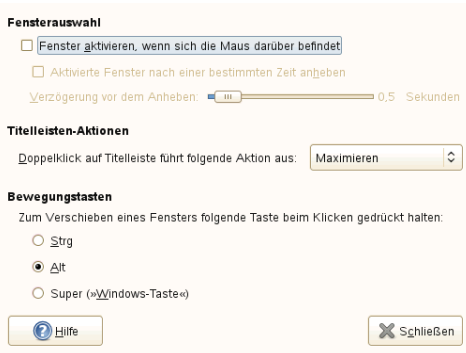 Fensterauswahl
Fenster aktivieren, wenn sich die Maus darüber befindet
Aktivierte Fenster nach einer bestimmten Zeit anheben
Verzögerung vor dem Anheben: 0,5 Sekunden
Titelleisten-Aktionen
Doppelklick auf Titelleiste führt folgende Aktion aus: Maximieren
Bewegungstasten
Zum Verschieben eines Fensters folgende Taste beim Klicken gedrückt halten:
Strg
Alt
Super (»Windows-Taste«)
Hilfe Schließen